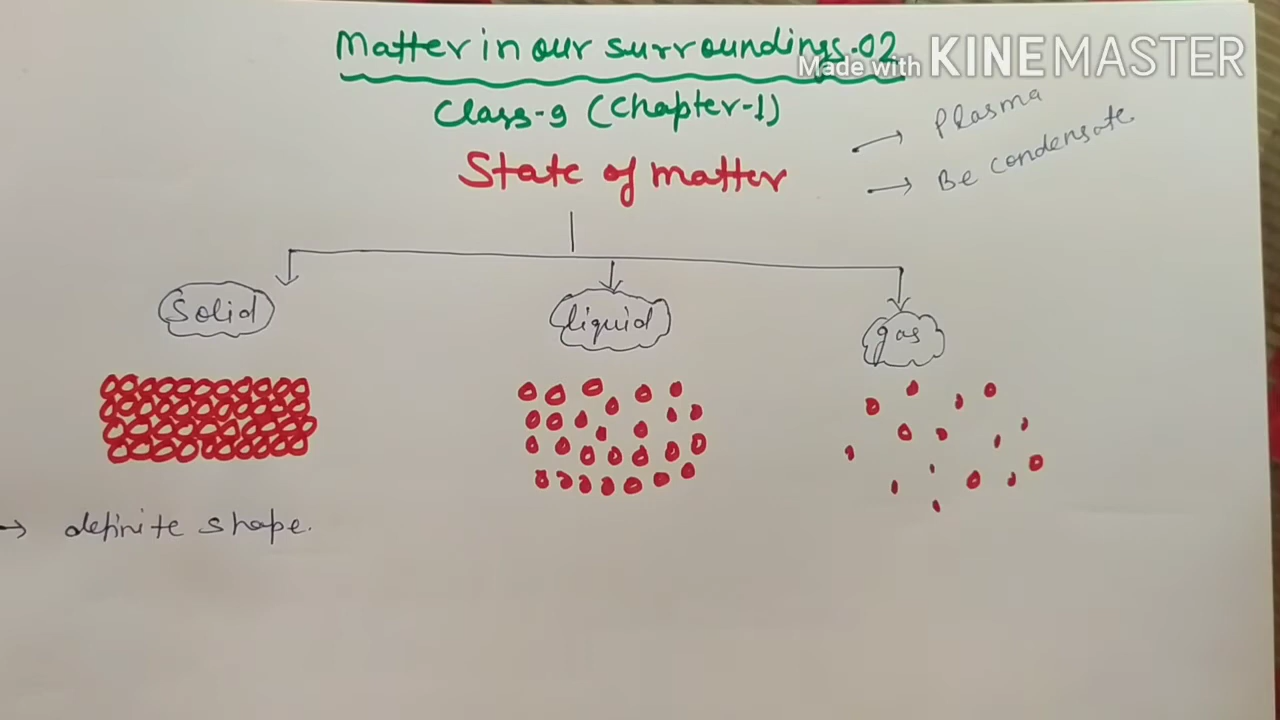 Matter in our surroundings-02
Made with KINEMASTER
Class-9 (Chapter-1)
→ Plasma
→ Be condensate
State of matter
Solid
liquid
gas
→ definite shape.